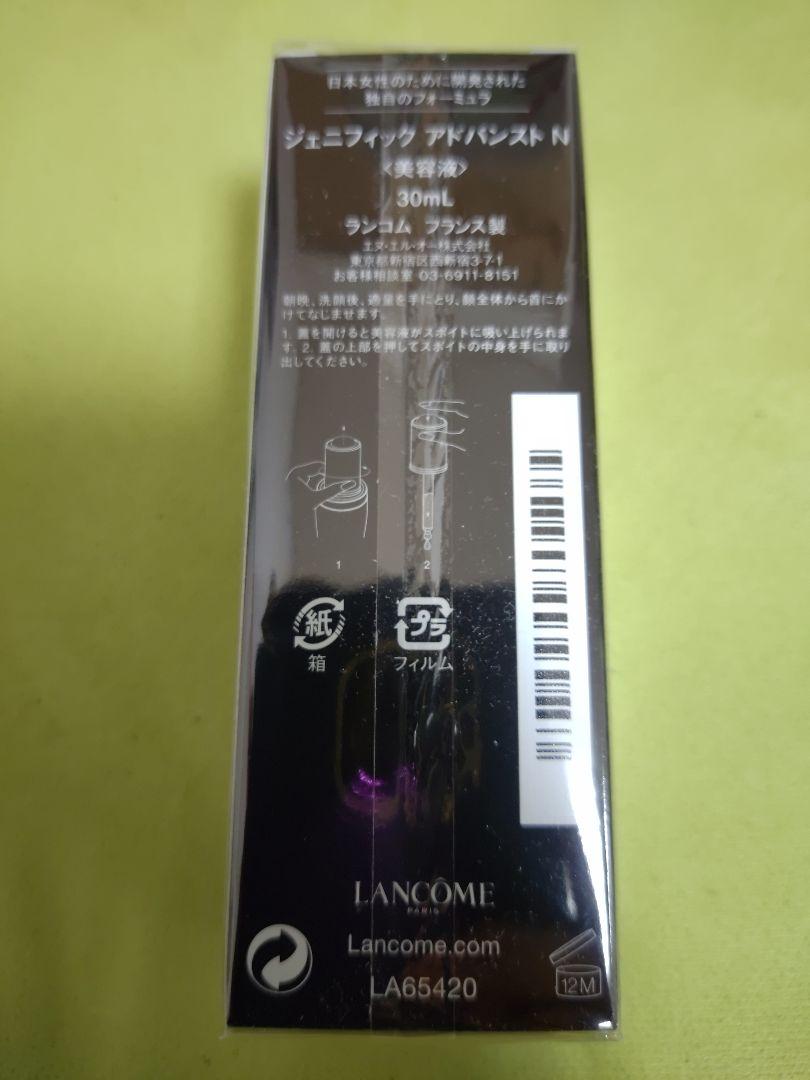 日本女性のために開発された
独自のフォーミュラ
ジェニフィック アドバンスト N
<美容液>
30mL
ランコム フランス製
エヌ・エル・オー株式会社
東京都新宿区西新宿3-7-1
お客様相談室 03-6911-8151
朝晩、洗顔後、適量を手にとり、顔全体から首にか
けてなじませます。
1. 蓋を開けると美容液がスポイトに吸い上げられま
す。2. 蓋の上部を押してスポイトの中身を手に取り
出してください。
1 2
紙 プラ
箱 フィルム
LANCÔME
PARIS
Lancome.com
LA65420
12M